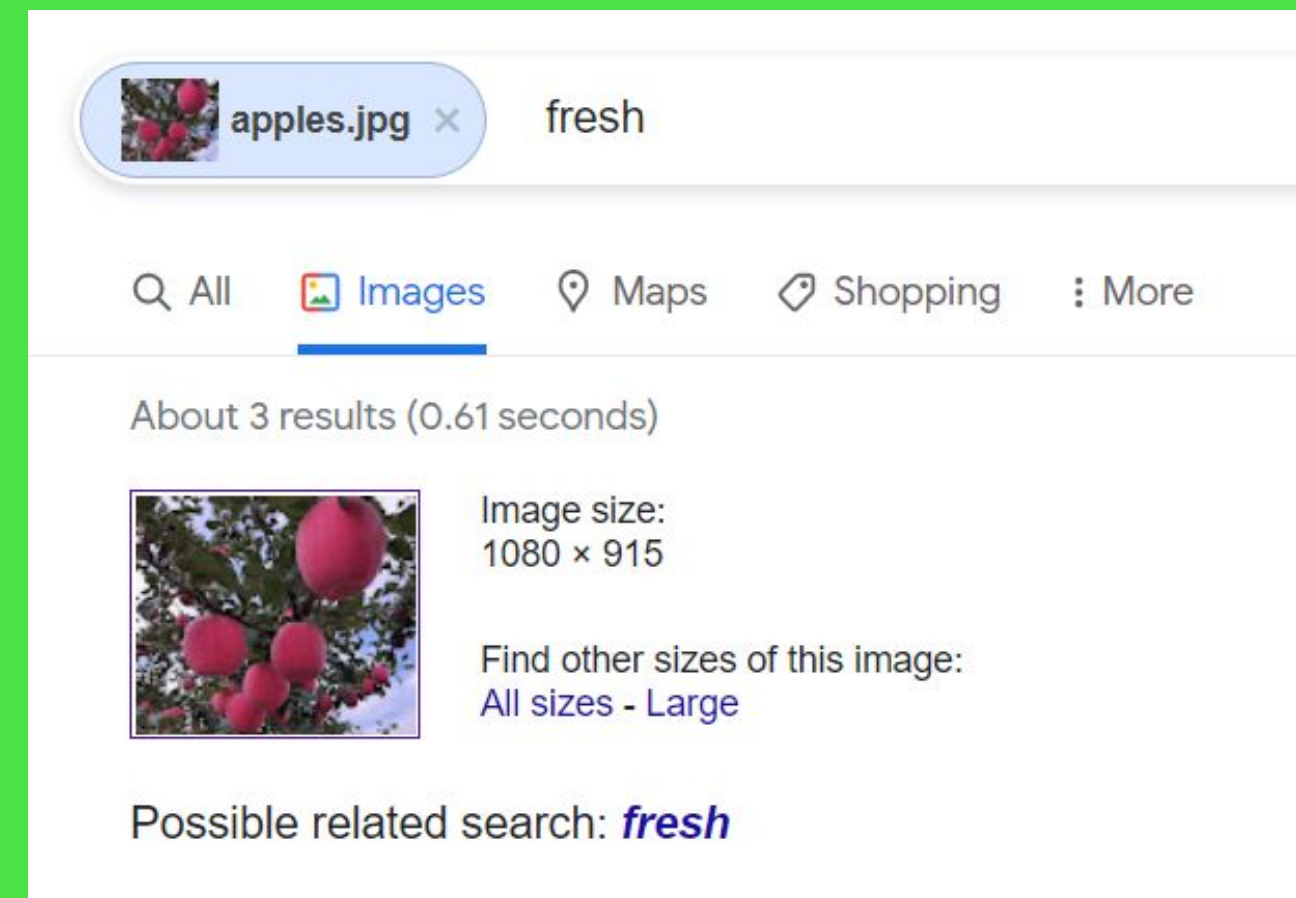 apples.jpg × fresh
All Images Maps Shopping More
About 3 results (0.61 seconds)
Image size:
1080 × 915
Find other sizes of this image:
All sizes - Large
Possible related search: fresh